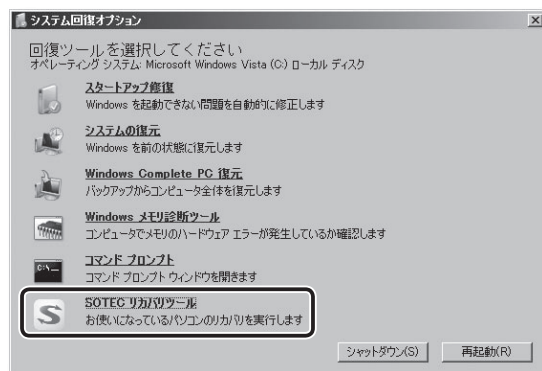 システム回復オプション
回復ツールを選択してください
オペレーティング システム: Microsoft Windows Vista (C:) ローカル ディスク
スタートアップ修復
Windows を起動できない問題を自動的に修正します
システムの復元
Windows を前の状態に復元します
Windows Complete PC 復元
バックアップからコンピュータ全体を復元します
Windows メモリ診断ツール
コンピュータでメモリのハードウェア エラーが発生しているか確認します
コマンド プロンプト
コマンド プロンプト ウィンドウを開きます
SOTEC リカバリツール
お使いになっているパソコンのリカバリを実行します
シャットダウン(S)
再起動(R)